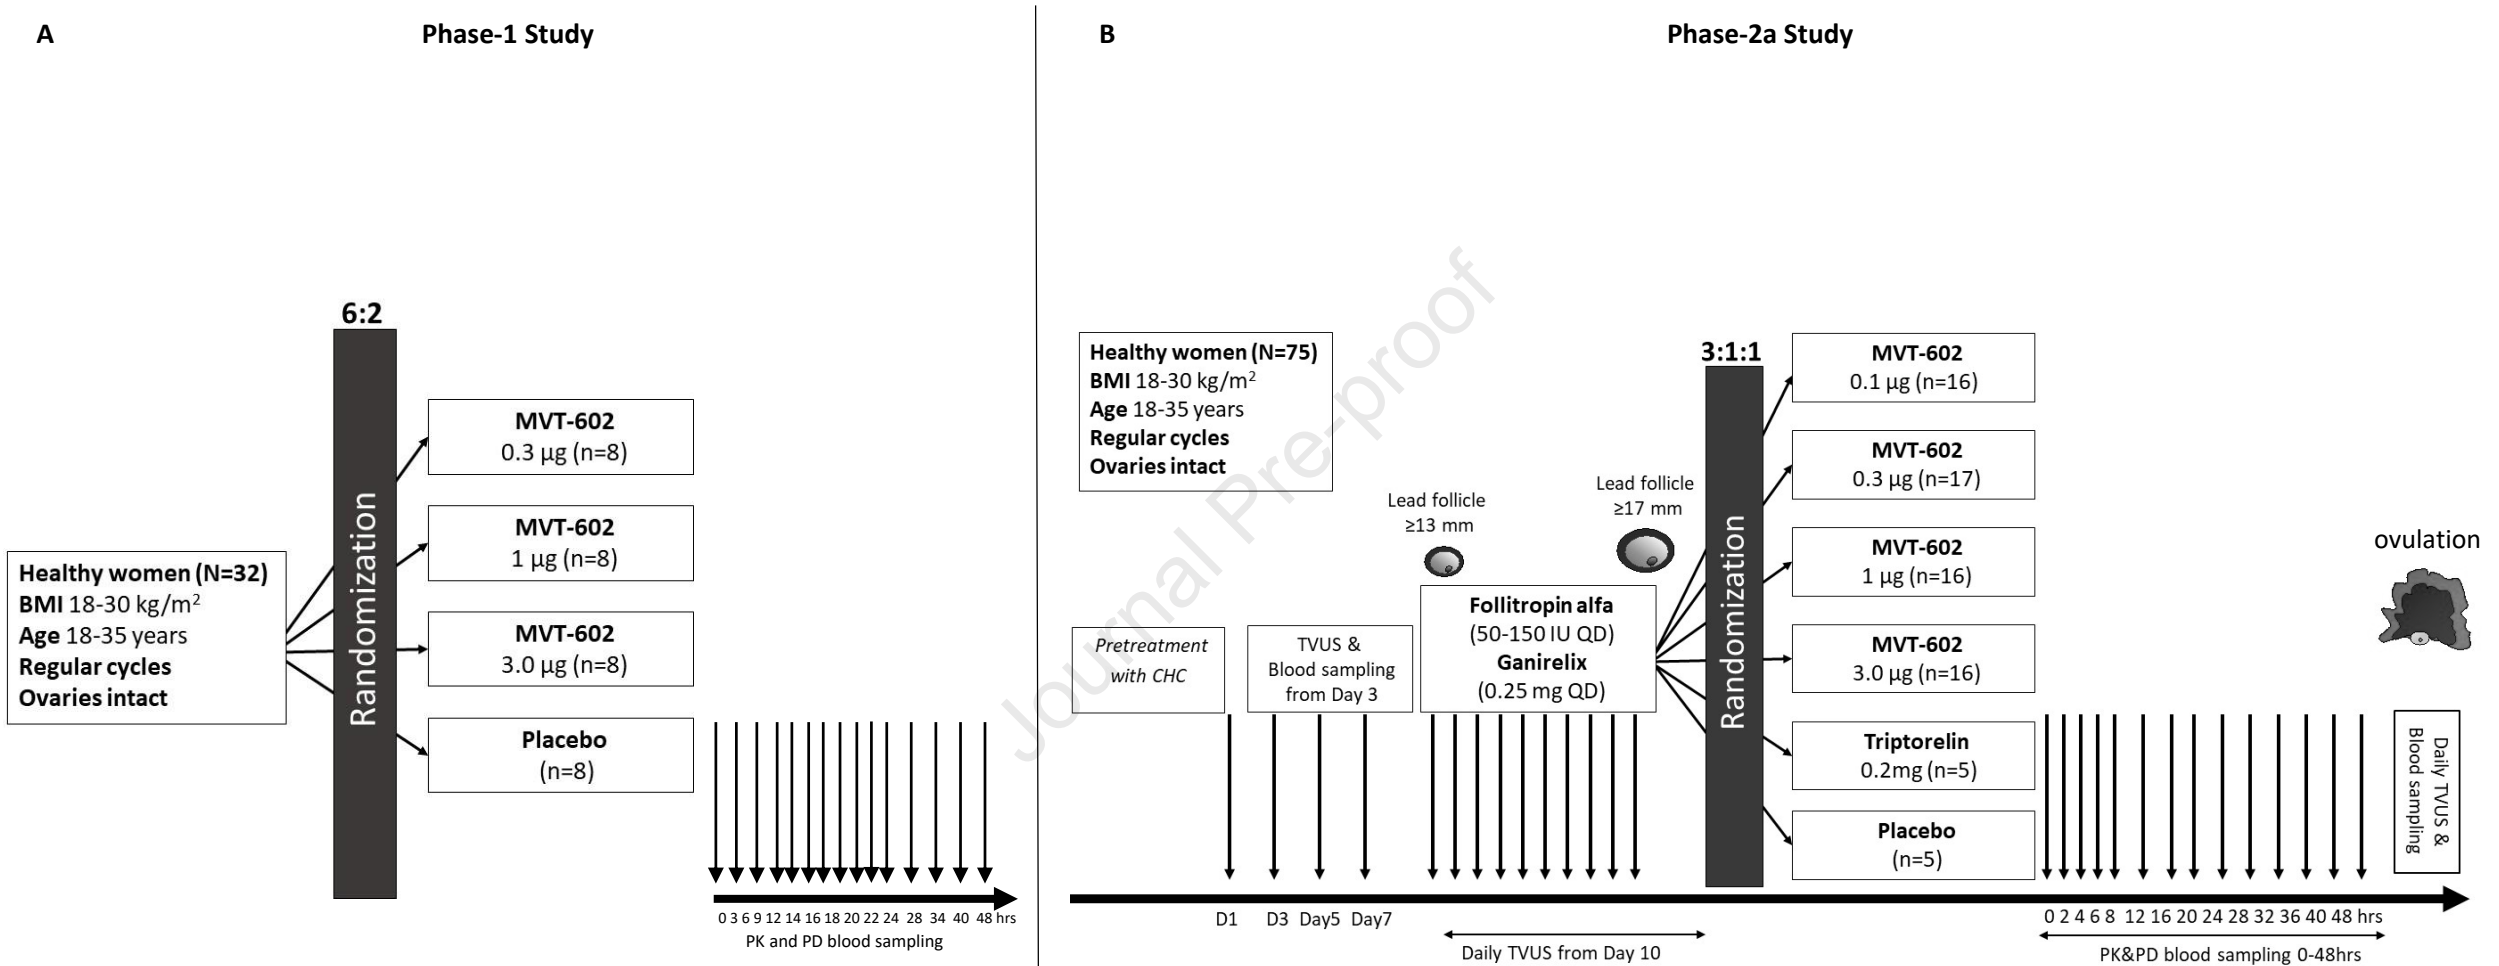 A
Phase-1 Study
6:2
Randomization
Healthy women (N=32)
BMI 18-30 kg/m²
Age 18-35 years
Regular cycles
Ovaries intact
MVT-602
0.3 µg (n=8)
MVT-602
1 µg (n=8)
MVT-602
3.0 µg (n=8)
Placebo
(n=8)
0 3 6 9 12 14 16 18 20 22 24 28 34 40 48 hrs
PK and PD blood sampling
B
Phase-2a Study
Healthy women (N=75)
BMI 18-30 kg/m²
Age 18-35 years
Regular cycles
Ovaries intact
Pretreatment
with CHC
TVUS &
Blood sampling
from Day 3
Lead follicle
≥13 mm
Lead follicle
≥17 mm
Follitropin alfa
(50-150 IU QD)
Ganirelix
(0.25 mg QD)
3:1:1
Randomization
MVT-602
0.1 µg (n=16)
MVT-602
0.3 µg (n=17)
MVT-602
1 µg (n=16)
MVT-602
3.0 µg (n=16)
Triptorelin
0.2mg (n=5)
Placebo
(n=5)
ovulation
Daily TVUS &
Blood sampling
D1 D3 Day5 Day7
Daily TVUS from Day 10
0 2 4 6 8 12 16 20 24 28 32 36 40 48 hrs
PK&PD blood sampling 0-48hrs
Journal Pre-proof